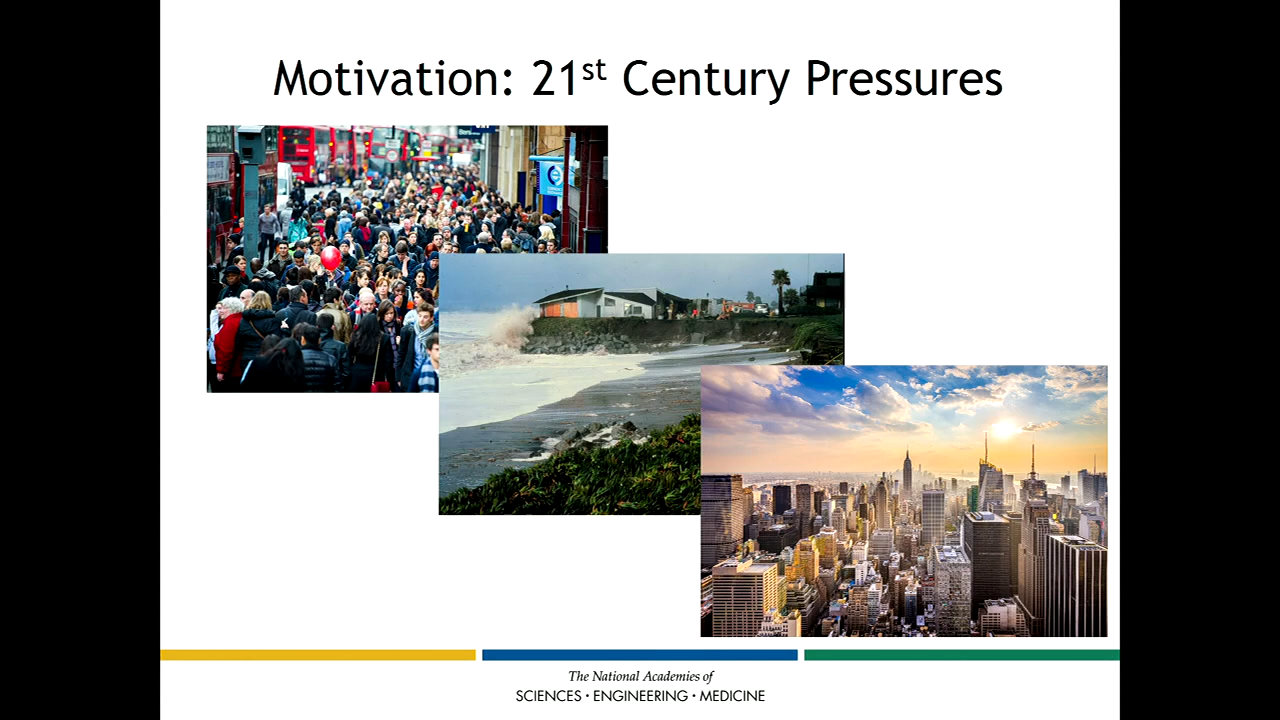 Motivation: 21st Century Pressures
The National Academies of
SCIENCES · ENGINEERING · MEDICINE